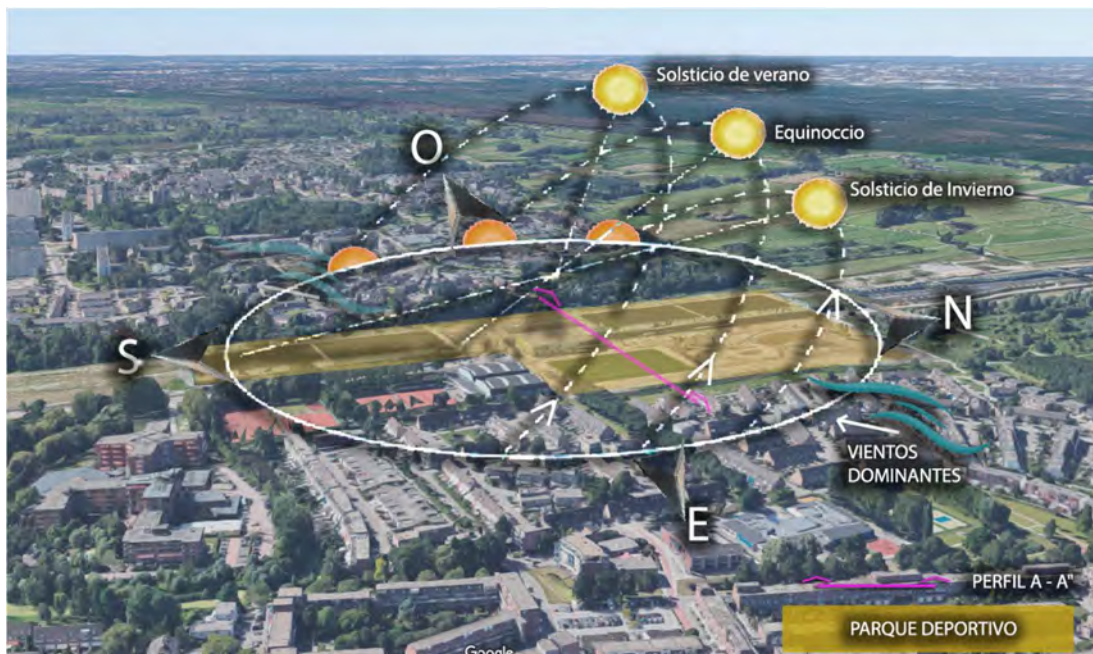 Solsticio de verano
O
Equinoccio
Solsticio de Invierno
N
S
VIENTOS
DOMINANTES
E
PERFIL A - A"
PARQUE DEPORTIVO
Google